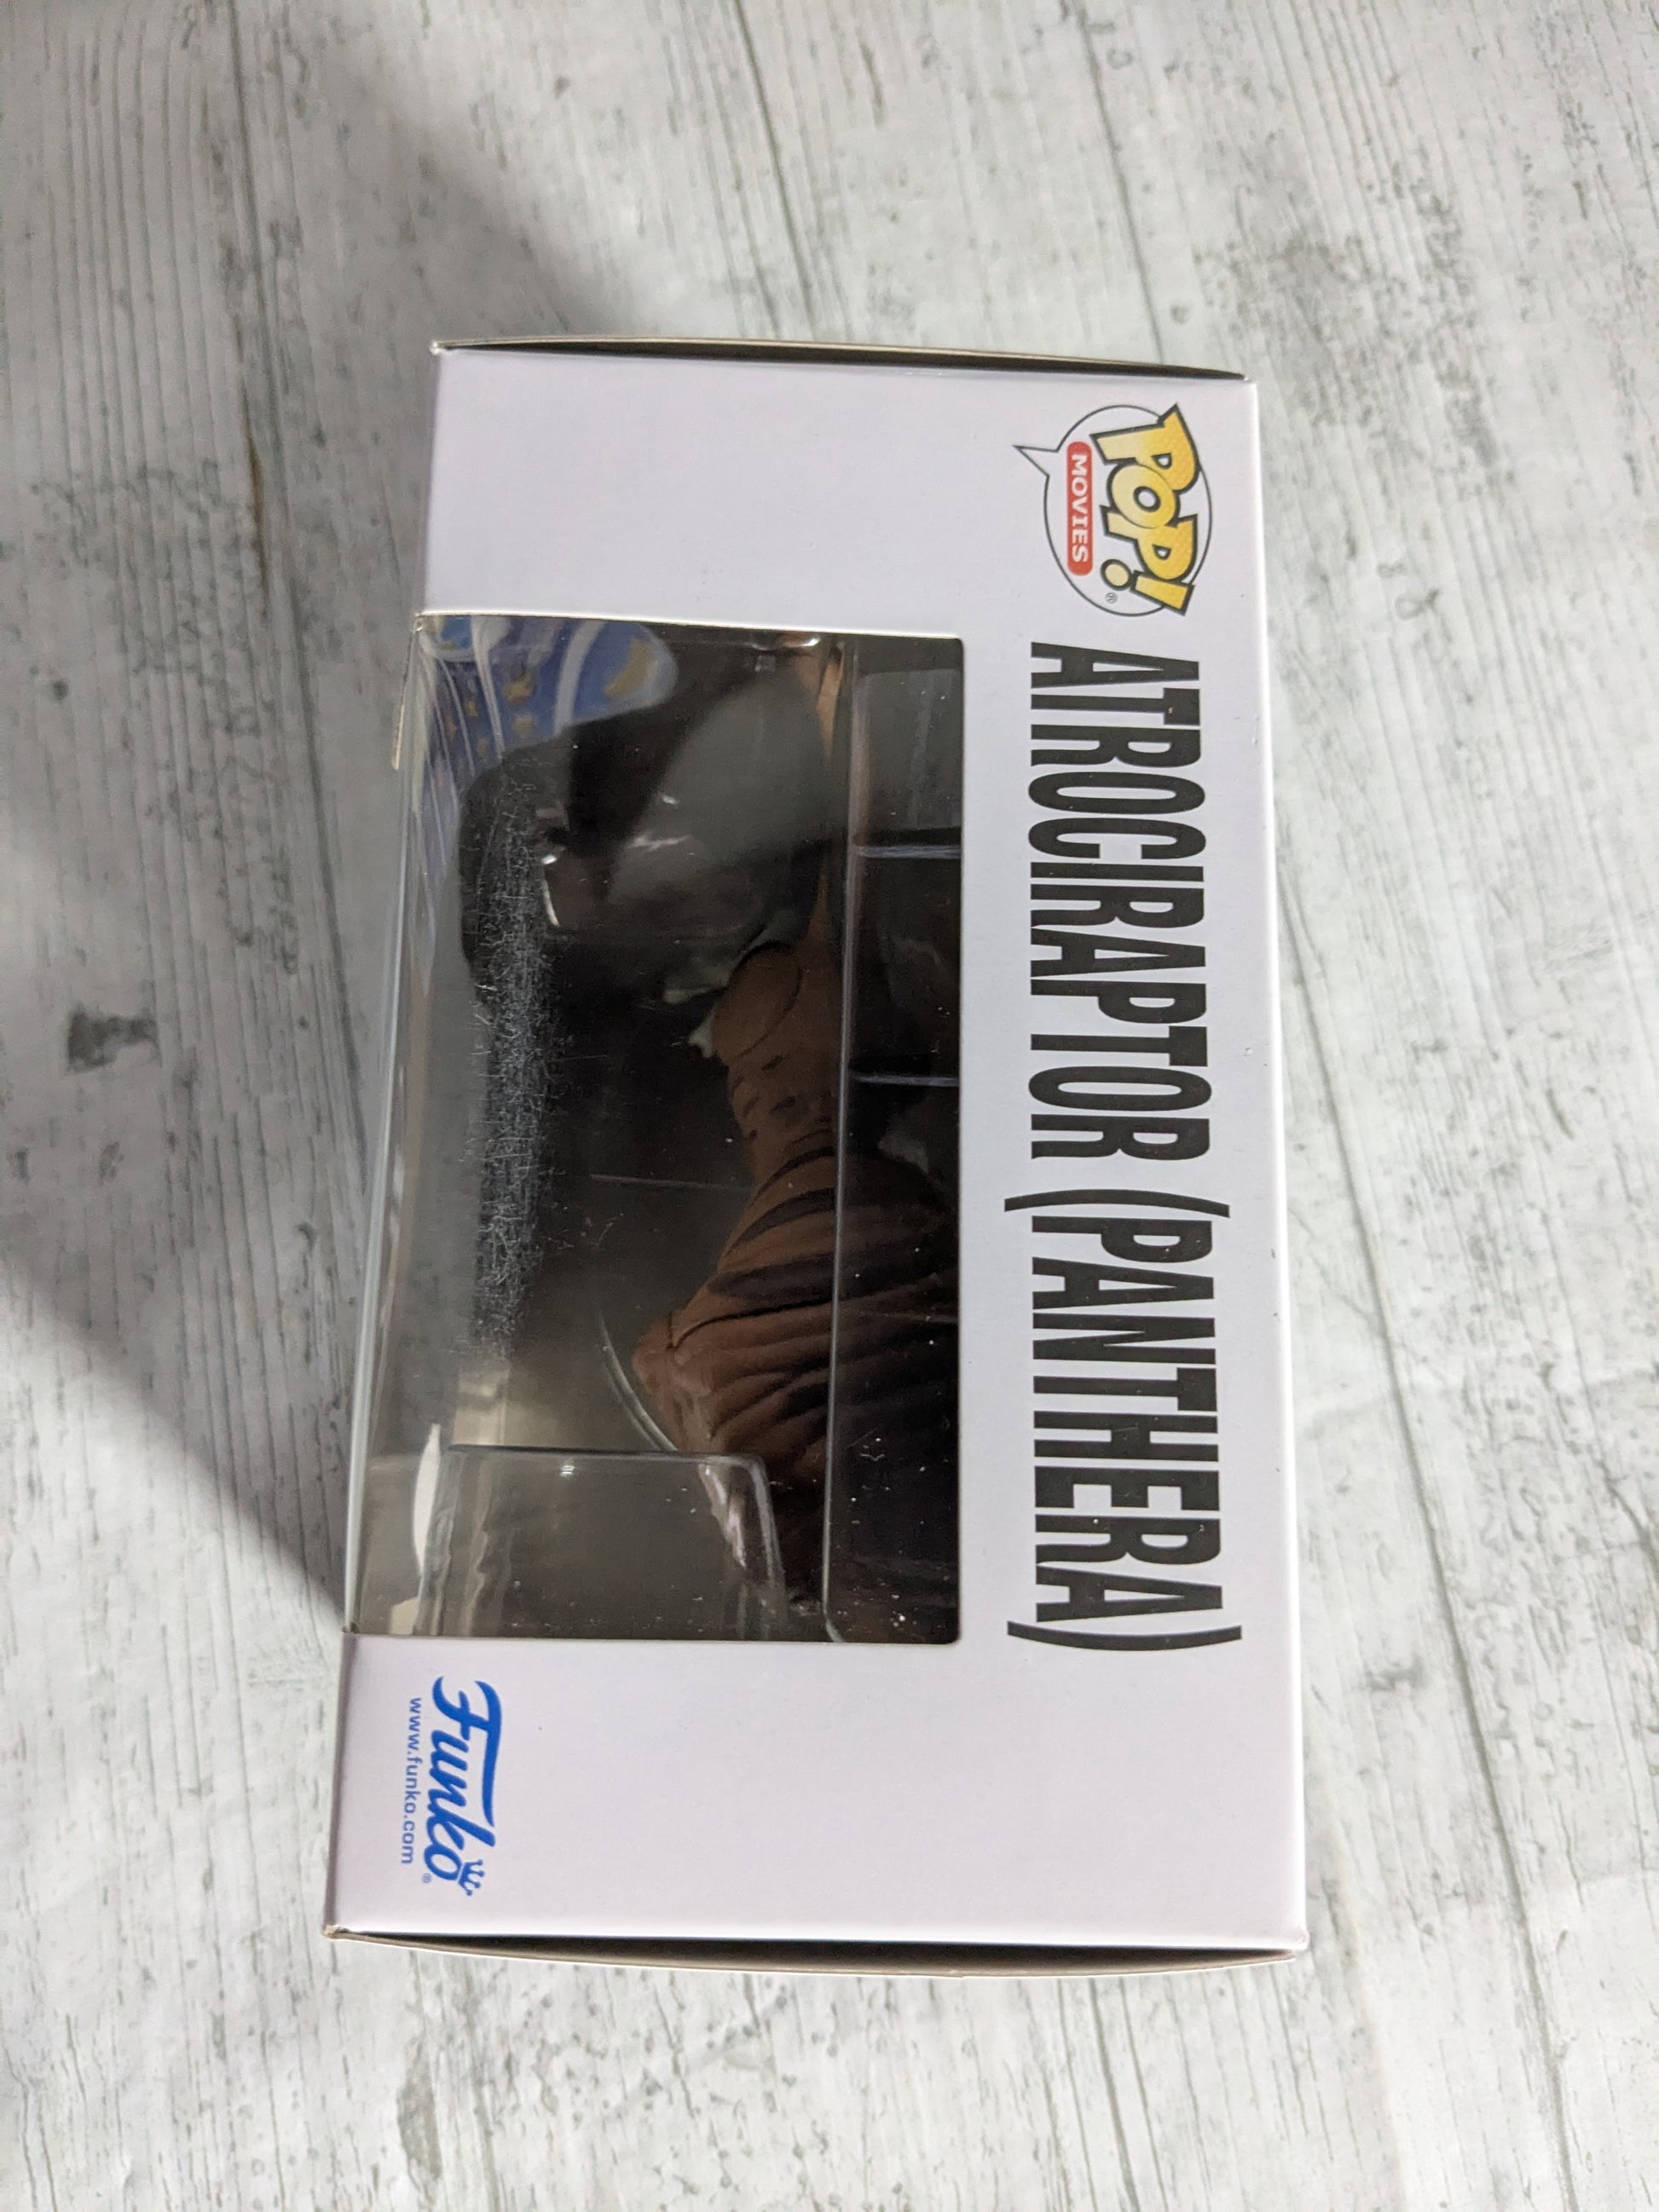 POP!®
MOVIES
ATROCIRAPTOR (PANTHERA)
Funko®
www.funko.com